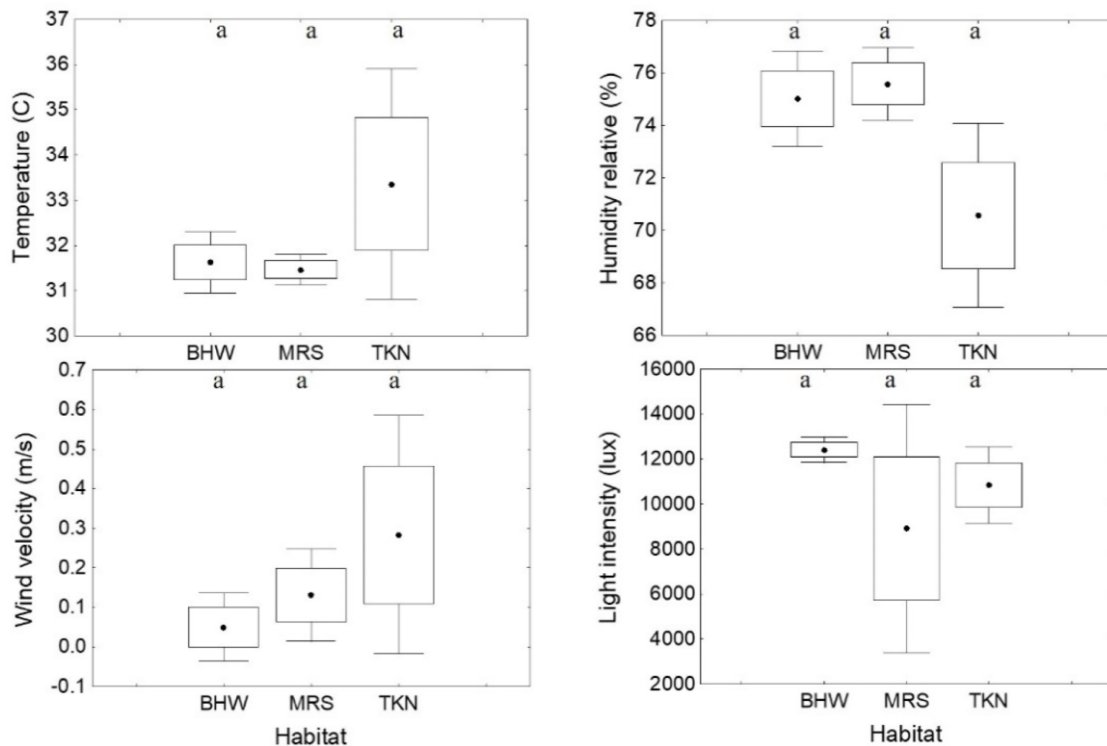 Temperature (C)
37
36
35
34
33
32
31
30
a a a
BHW MRS TKN
Humidity relative (%)
78
76
74
72
70
68
66
a a a
BHW MRS TKN
Wind velocity (m/s)
0.7
0.6
0.5
0.4
0.3
0.2
0.1
0.0
-0.1
a a a
BHW MRS TKN
Habitat
Light intensity (lux)
16000
14000
12000
10000
8000
6000
4000
2000
a a a
BHW MRS TKN
Habitat